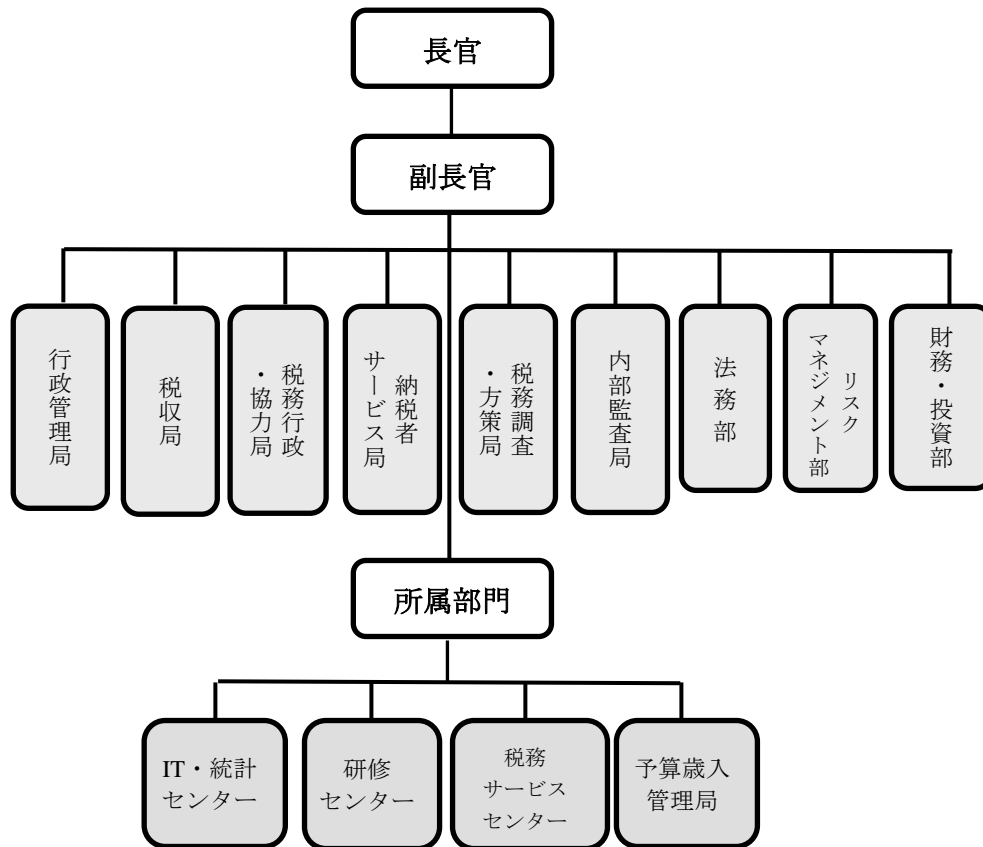 長官
副長官
行政管理局
税収局
税務行政
・協力局
納税者
サービス局
税務調査
・方策局
内部監査局
法務部
リスク
マネジメント部
財務・投資部
所属部門
IT・統計
センター
研修
センター
税務
サービス
センター
予算歳入
管理局